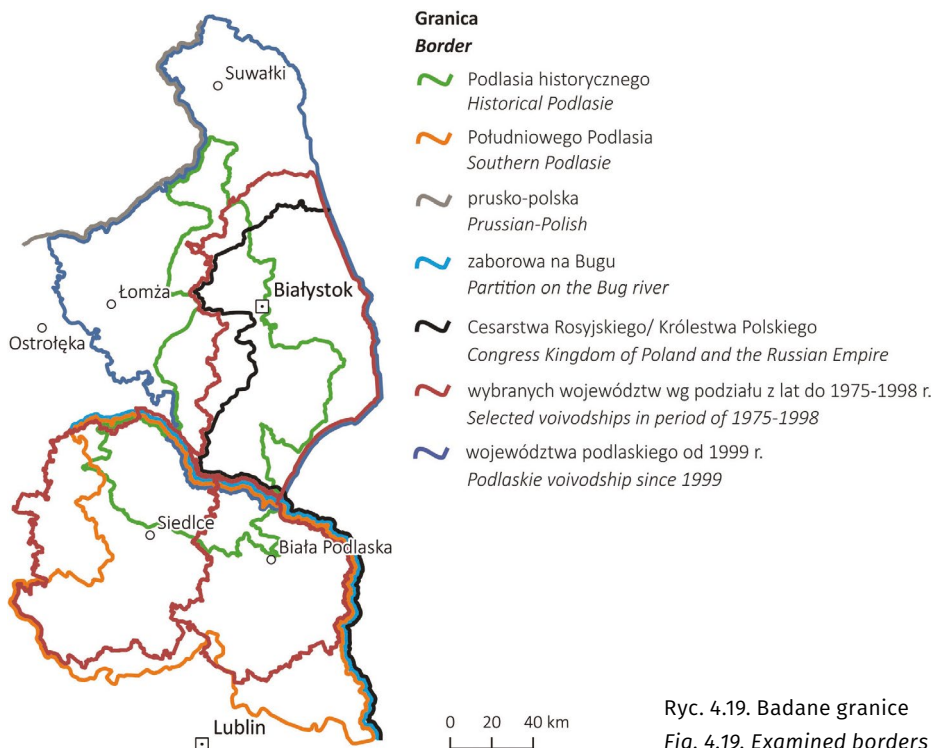 Suwałki
Łomża
Białystok
Ostrołęka
Siedlce
Biała Podlaska
Lublin
0 20 40 km
Granica
Border
Podlasia historycznego
Historical Podlasie
Południowego Podlasia
Southern Podlasie
prusko-polska
Prussian-Polish
zaborowa na Bugu
Partition on the Bug river
Cesarstwa Rosyjskiego/ Królestwa Polskiego
Congress Kingdom of Poland and the Russian Empire
wybranych województw wg podziału z lat do 1975-1998 r.
Selected voivodships in period of 1975-1998
województwa podlaskiego od 1999 r.
Podlaskie voivodship since 1999
Ryc. 4.19. Badane granice
Fig. 4.19. Examined borders